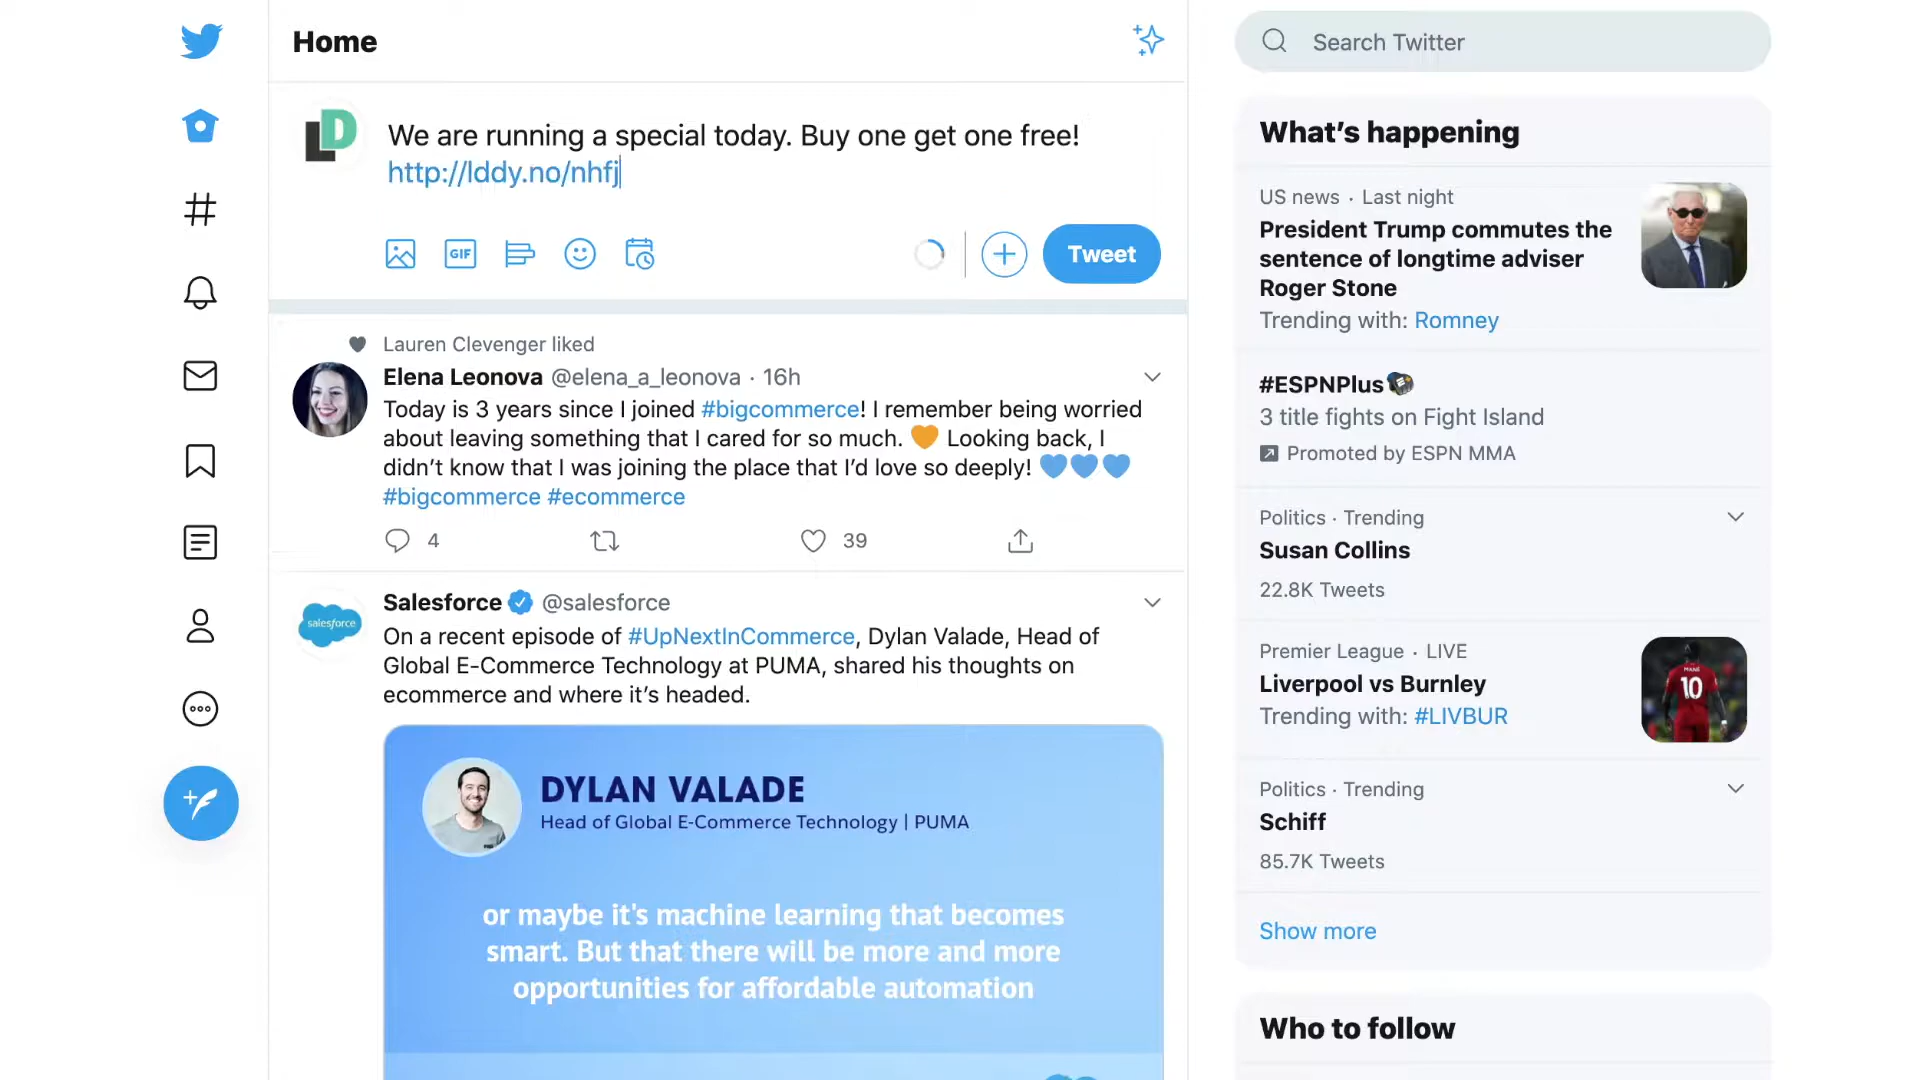 Home
We are running a special today. Buy one get one free!
http://lddy.no/nhfj
GIF
Tweet
Lauren Clevenger liked
Elena Leonova @elena_a_leonova · 16h
Today is 3 years since I joined #bigcommerce! I remember being worried
about leaving something that I cared for so much. 🧡 Looking back, I
didn’t know that I was joining the place that I’d love so deeply! 💙💙💙
#bigcommerce #ecommerce
4
39
salesforce
Salesforce @salesforce
On a recent episode of #UpNextInCommerce, Dylan Valade, Head of
Global E-Commerce Technology at PUMA, shared his thoughts on
ecommerce and where it’s headed.
DYLAN VALADE
Head of Global E-Commerce Technology | PUMA
or maybe it's machine learning that becomes
smart. But that there will be more and more
opportunities for affordable automation
Search Twitter
What’s happening
US news · Last night
President Trump commutes the
sentence of longtime adviser
Roger Stone
Trending with: Romney
#ESPNPlus
3 title fights on Fight Island
Promoted by ESPN MMA
Politics · Trending
Susan Collins
22.8K Tweets
Premier League · LIVE
Liverpool vs Burnley
Trending with: #LIVBUR
MANÉ
10
Politics · Trending
Schiff
85.7K Tweets
Show more
Who to follow